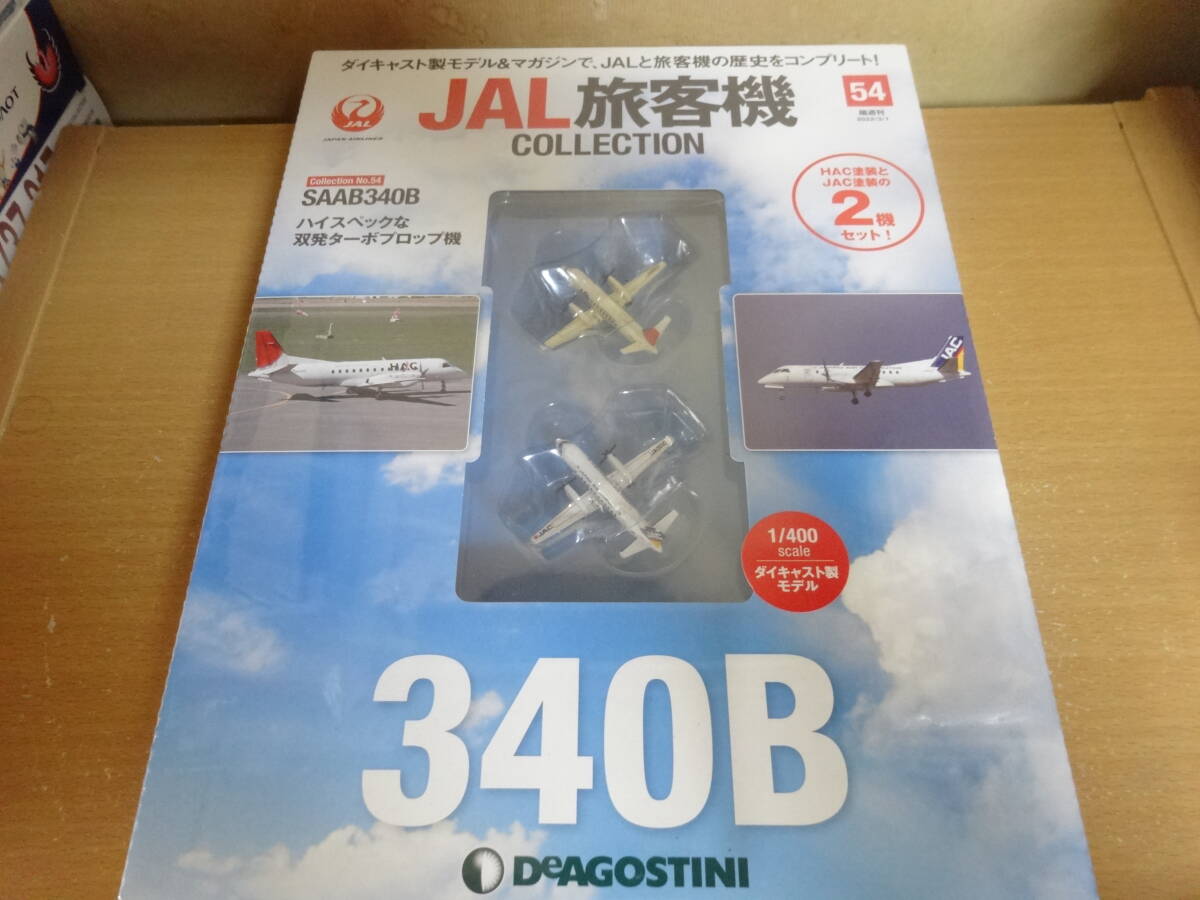 ダイキャスト製モデル&マガジンで、JALと旅客機の歴史をコンプリート!
JAL
JAPAN AIRLINES
JAL旅客機
COLLECTION
54
隔週刊
2022/3/1
Collection No.54
SAAB340B
ハイスペックな
双発ターボプロップ機
HAC塗装と
JAC塗装の
2機
セット!
HAC
JAC
JAC
1/400
scale
ダイキャスト製
モデル
340B
DeAGOSTINI